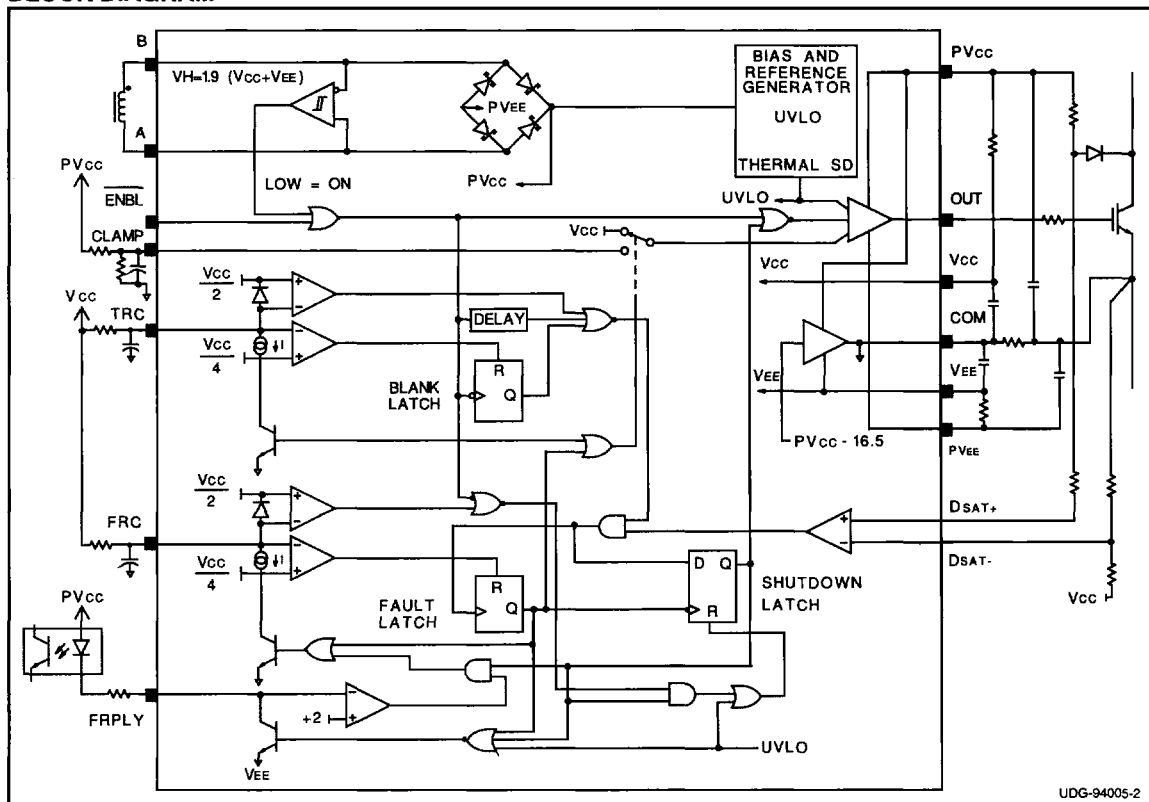 B
VH=1.9 (VCC+VEE)
A
PVCC
ENBL
LOW = ON
CLAMP
PVEE
PVCC
BIAS AND
REFERENCE
GENERATOR
UVLO
THERMAL SD
UVLO
PVCC
OUT
VCC
VCC
VCC
TRC
VCC
2
VCC
4
I
DELAY
R
Q
BLANK
LATCH
VCC
COM
VEE
VEE
PVCC - 16.5
PVEE
VCC
2
FRC
VCC
4
I
R
Q
FAULT
LATCH
D Q
R
SHUTDOWN
LATCH
DSAT+
DSAT-
VCC
PVCC
FRPLY
+2
VEE
UVLO
UDG-94005-2